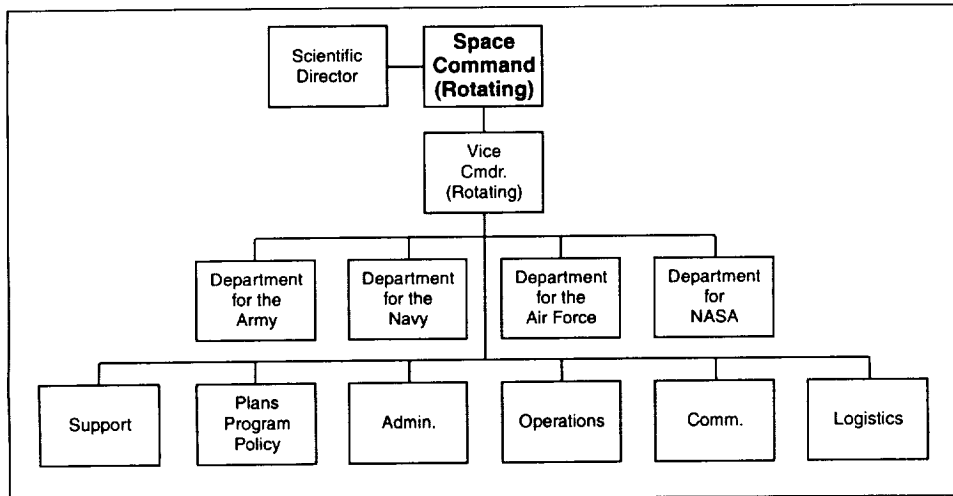 Scientific
Director
Space
Command
(Rotating)
Vice
Cmdr.
(Rotating)
Department
for the
Army
Department
for the
Navy
Department
for the
Air Force
Department
for
NASA
Support
Plans
Program
Policy
Admin.
Operations
Comm.
Logistics